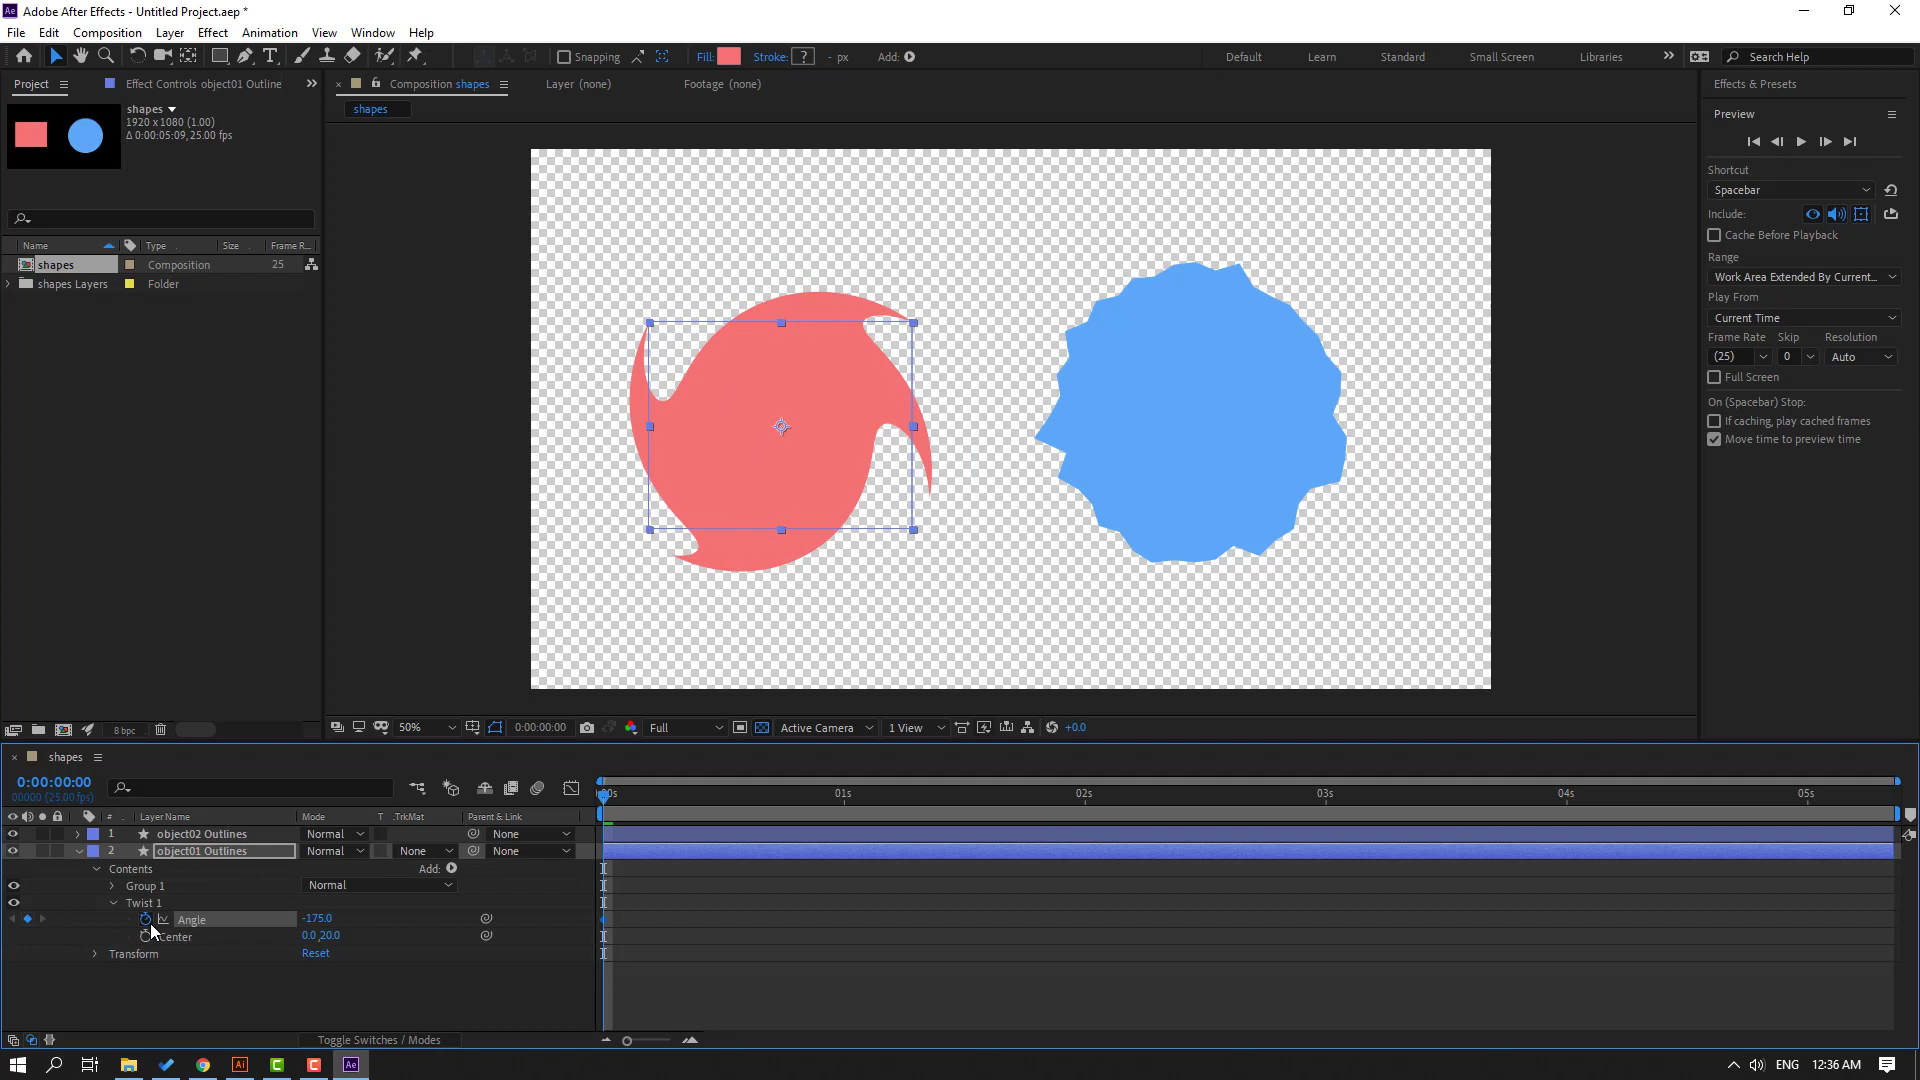 Ae Adobe After Effects - Untitled Project.aep *
File Edit Composition Layer Effect Animation View Window Help
Snapping Fill: Stroke: ? - px Add: Default Learn Standard Small Screen Libraries Search Help
Project Effect Controls object01 Outline Composition shapes Layer (none) Footage (none) Effects & Presets
shapes
1920 x 1080 (1.00)
Δ 0:00:05:09, 25.00 fps
shapes
Preview
Shortcut
Spacebar
Include:
Cache Before Playback
Range
Work Area Extended By Current...
Play From
Current Time
Frame Rate Skip Resolution
(25) 0 Auto
Full Screen
On (Spacebar) Stop:
If caching, play cached frames
Move time to preview time
Name Type Size Frame R...
shapes Composition 25
shapes Layers Folder
8 bpc
50% 0:00:00:00 Full Active Camera 1 View +0.0
shapes
0:00:00:00
00000 (25.00 fps)
00s 01s 02s 03s 04s 05s
# Layer Name Mode T .TrkMat Parent & Link
1 object02 Outlines Normal None
2 object01 Outlines Normal None None
Contents Add:
Group 1 Normal
Twist 1
Angle -175.0
Center 0.0,20.0
Transform Reset
Toggle Switches / Modes
Ai C C Ae ENG 12:36 AM